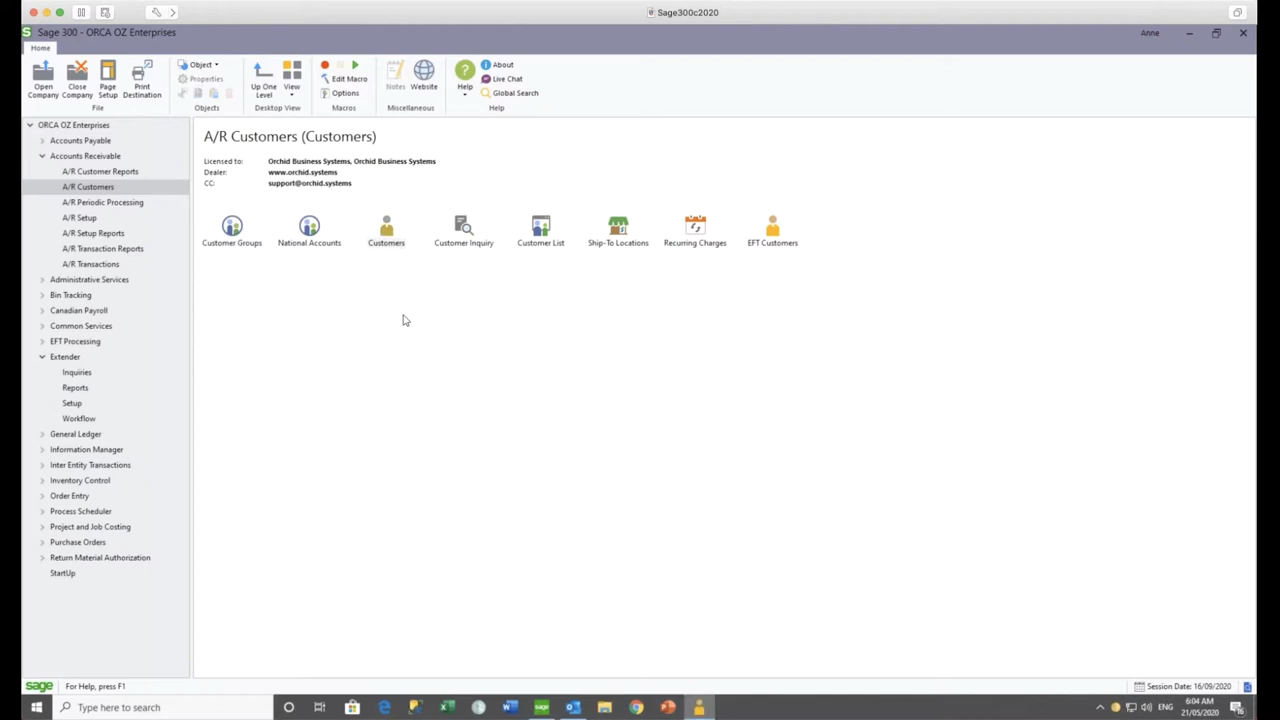 Sage300c2020
S Sage 300 - ORCA OZ Enterprises
Anne
Home
Open Company
Close Company
Page Setup
Print Destination
File
Object
Properties
Objects
Up One Level
View
Desktop View
Edit Macro
Options
Macros
Notes
Website
Miscellaneous
Help
About
Live Chat
Global Search
Help
ORCA OZ Enterprises
Accounts Payable
Accounts Receivable
A/R Customer Reports
A/R Customers
A/R Periodic Processing
A/R Setup
A/R Setup Reports
A/R Transaction Reports
A/R Transactions
Administrative Services
Bin Tracking
Canadian Payroll
Common Services
EFT Processing
Extender
Inquiries
Reports
Setup
Workflow
General Ledger
Information Manager
Inter Entity Transactions
Inventory Control
Order Entry
Process Scheduler
Project and Job Costing
Purchase Orders
Return Material Authorization
StartUp
A/R Customers (Customers)
Licensed to: Orchid Business Systems, Orchid Business Systems
Dealer: www.orchid.systems
CC: support@orchid.systems
Customer Groups
National Accounts
Customers
Customer Inquiry
Customer List
Ship-To Locations
Recurring Charges
EFT Customers
sage For Help, press F1
Session Date: 16/09/2020
Type here to search
ENG
6:04 AM
21/05/2020